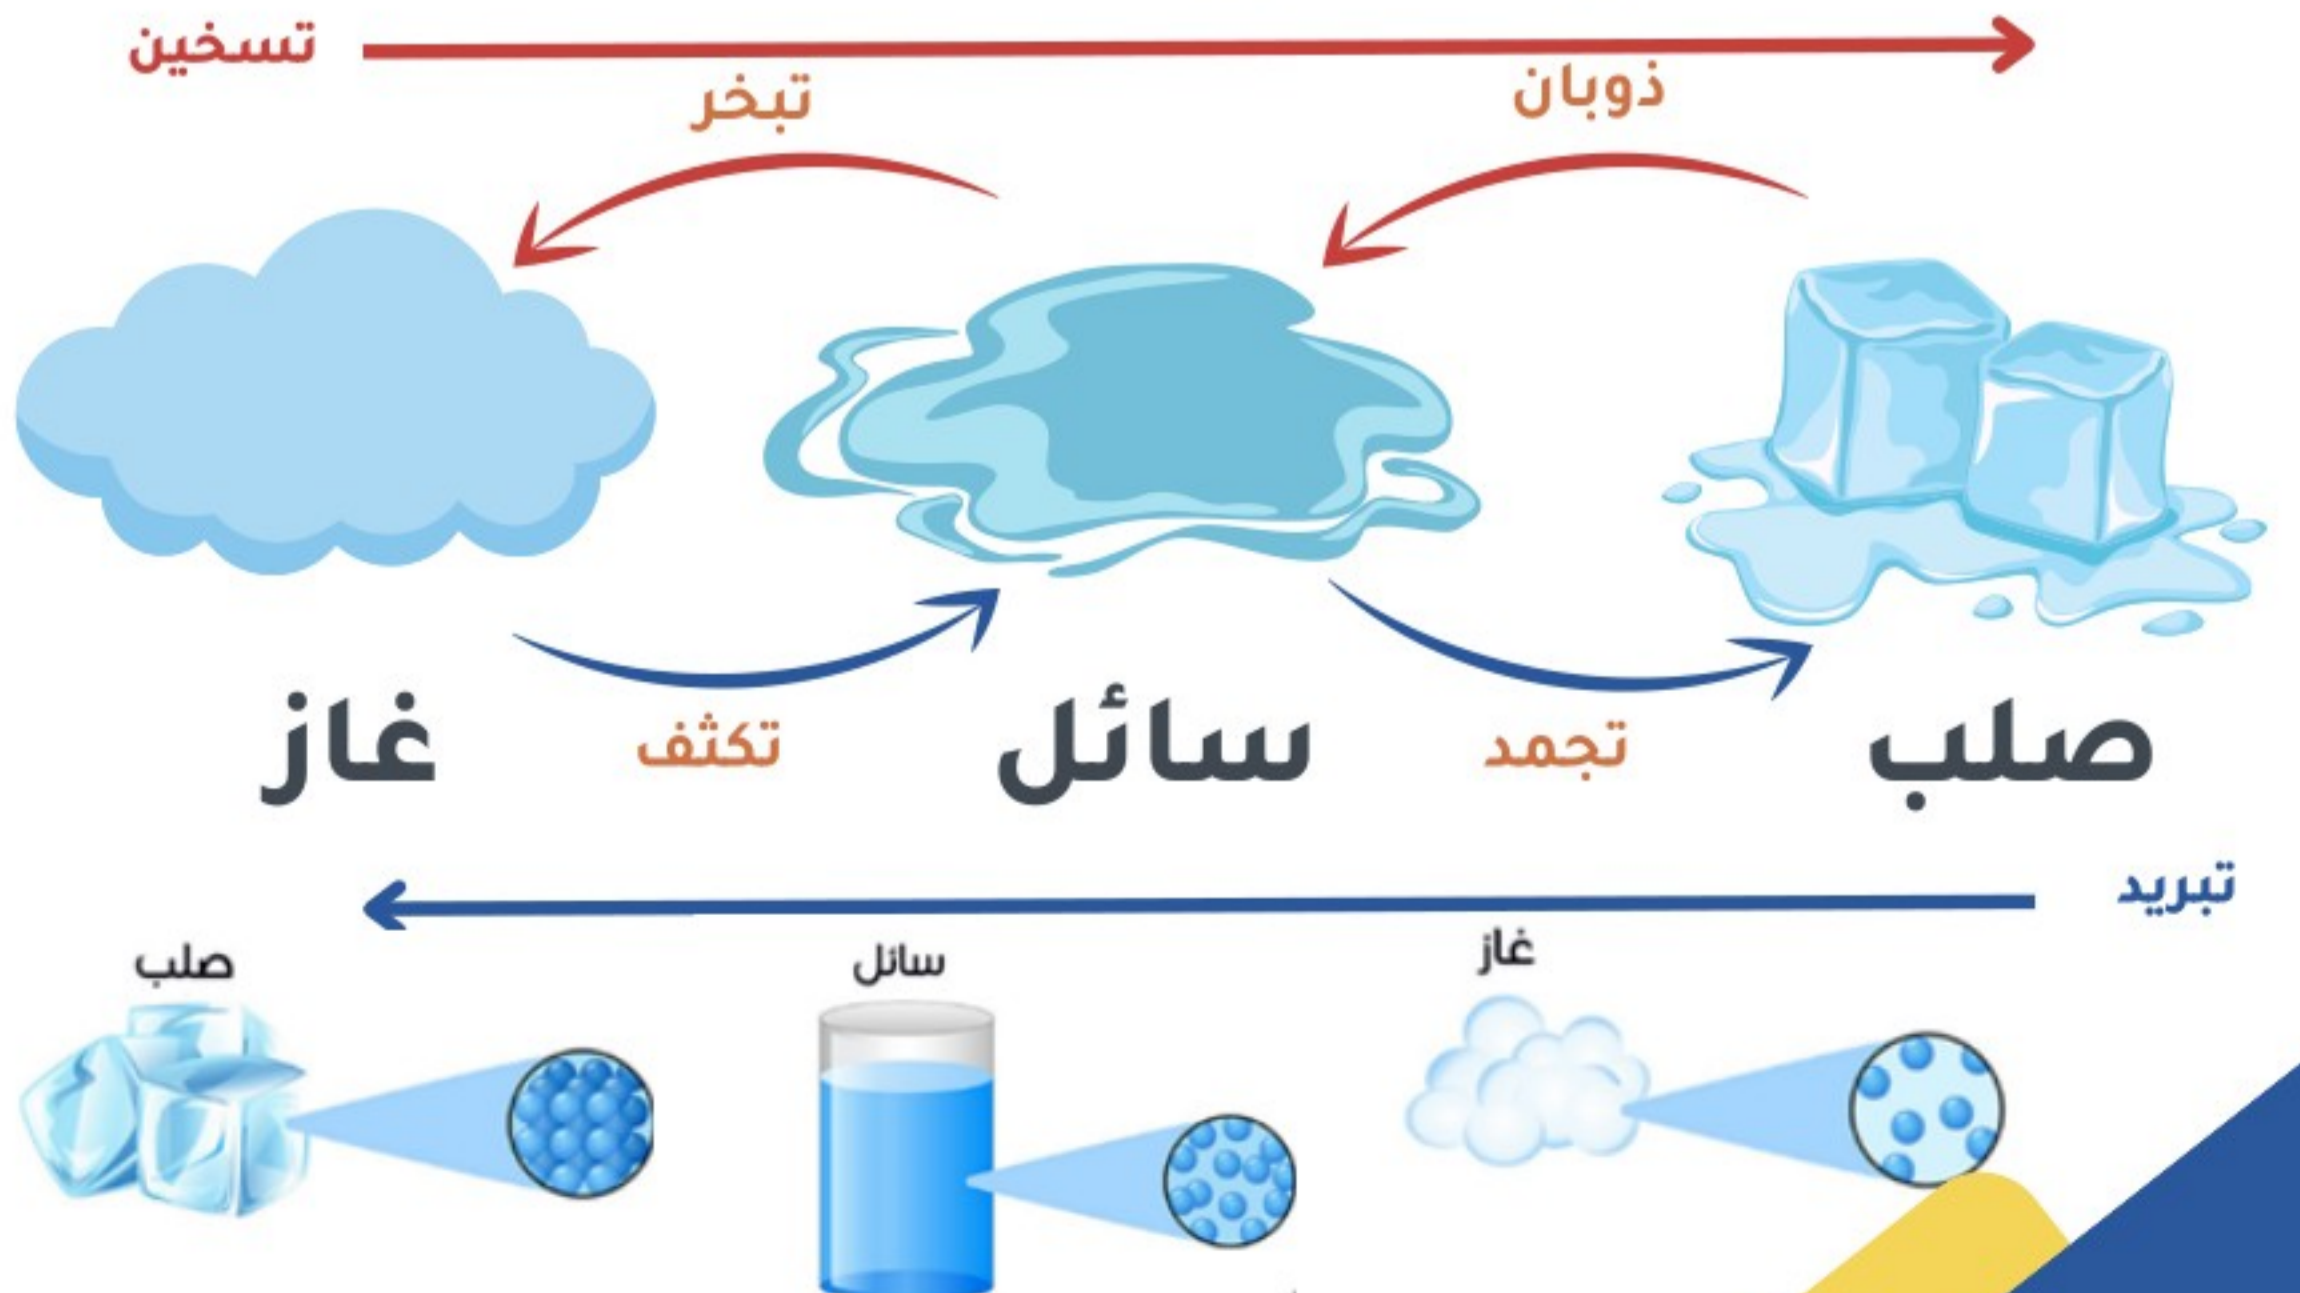 تسخين
ذوبان
تبخر
صلب
تجمد
سائل
تكثف
غاز
تبريد
غاز
سائل
صلب